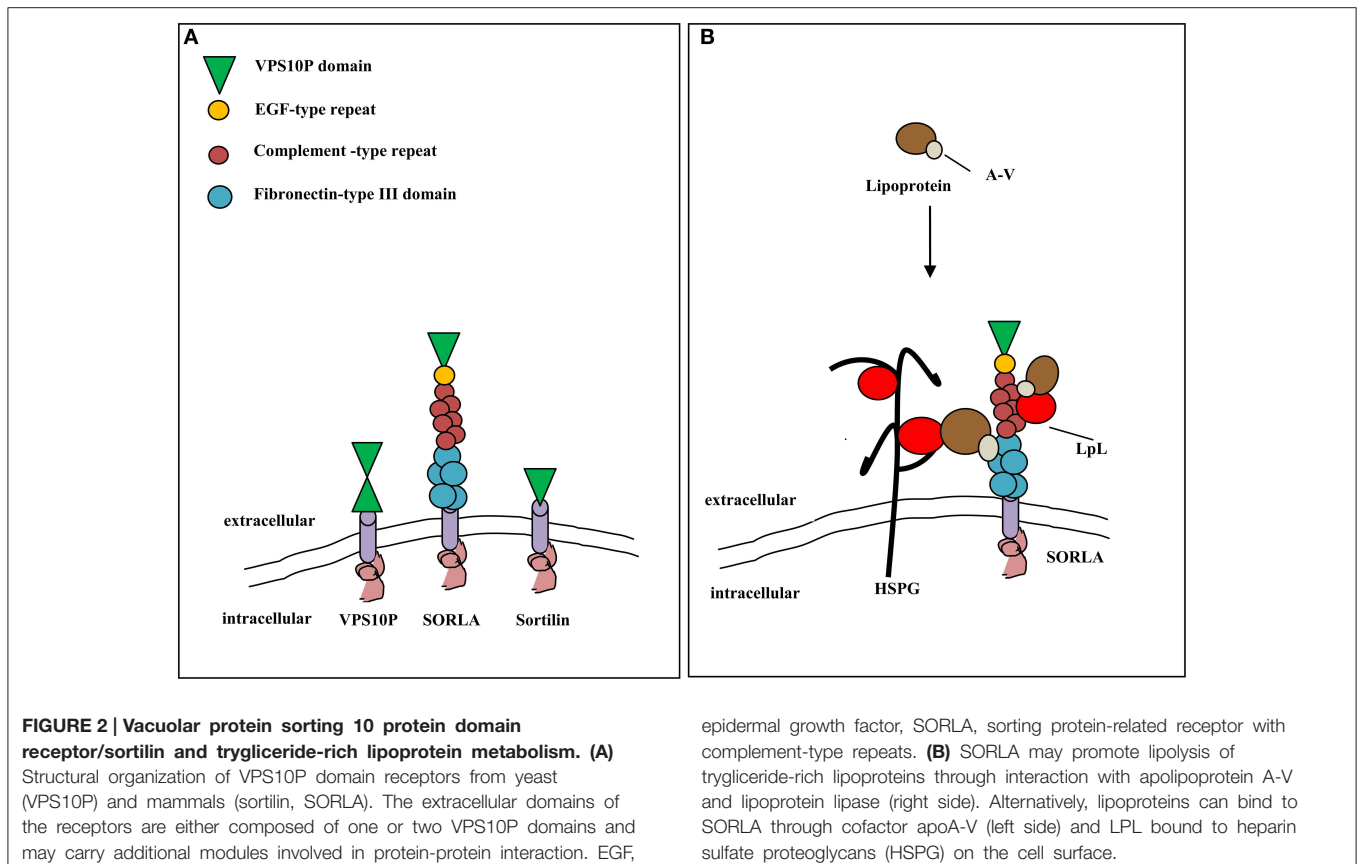 A
VPS10P domain
EGF-type repeat
Complement -type repeat
Fibronectin-type III domain
extracellular
intracellular
VPS10P
SORLA
Sortilin
B
A-V
Lipoprotein
LpL
extracellular
SORLA
HSPG
intracellular
FIGURE 2 | Vacuolar protein sorting 10 protein domain
receptor/sortilin and trygliceride-rich lipoprotein metabolism. (A)
Structural organization of VPS10P domain receptors from yeast
(VPS10P) and mammals (sortilin, SORLA). The extracellular domains of
the receptors are either composed of one or two VPS10P domains and
may carry additional modules involved in protein-protein interaction. EGF,
epidermal growth factor, SORLA, sorting protein-related receptor with
complement-type repeats. (B) SORLA may promote lipolysis of
trygliceride-rich lipoproteins through interaction with apolipoprotein A-V
and lipoprotein lipase (right side). Alternatively, lipoproteins can bind to
SORLA through cofactor apoA-V (left side) and LPL bound to heparin
sulfate proteoglycans (HSPG) on the cell surface.